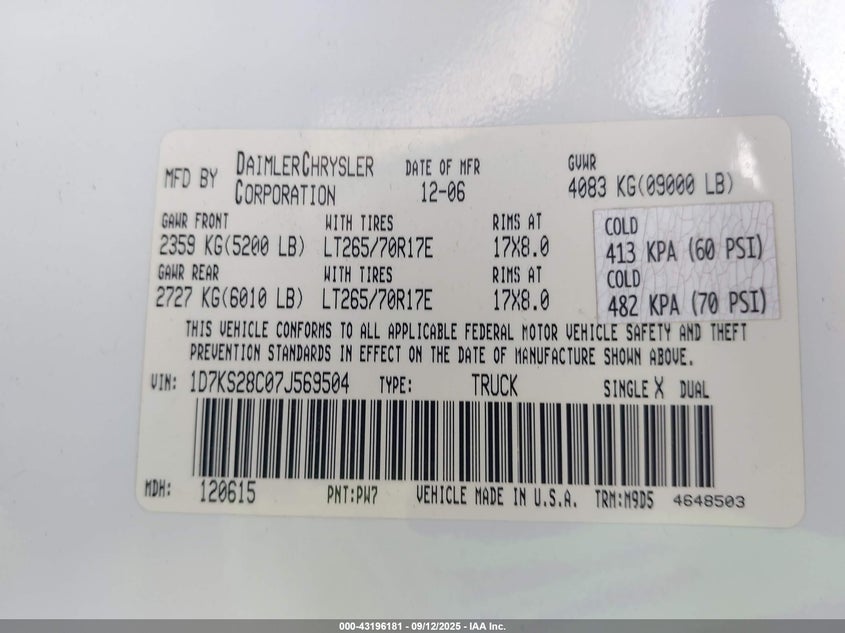 MFD BY DAIMLERCHRYSLER CORPORATION DATE OF MFR 12-06 GVWR 4083 KG(09000 LB)
GAWR FRONT WITH TIRES RIMS AT COLD
2359 KG(5200 LB) LT265/70R17E 17X8.0 413 KPA (60 PSI)
GAWR REAR WITH TIRES RIMS AT COLD
2727 KG(6010 LB) LT265/70R17E 17X8.0 482 KPA (70 PSI)
THIS VEHICLE CONFORMS TO ALL APPLICABLE FEDERAL MOTOR VEHICLE SAFETY AND THEFT
PREVENTION STANDARDS IN EFFECT ON THE DATE OF MANUFACTURE SHOWN ABOVE.
VIN: 1D7KS28C07J569504 TYPE: TRUCK SINGLE X DUAL
MDH: 120615 PNT:PW7 VEHICLE MADE IN U.S.A. TRM:M9D5 4648503
000-43196181 - 09/12/2025 - IAA Inc.